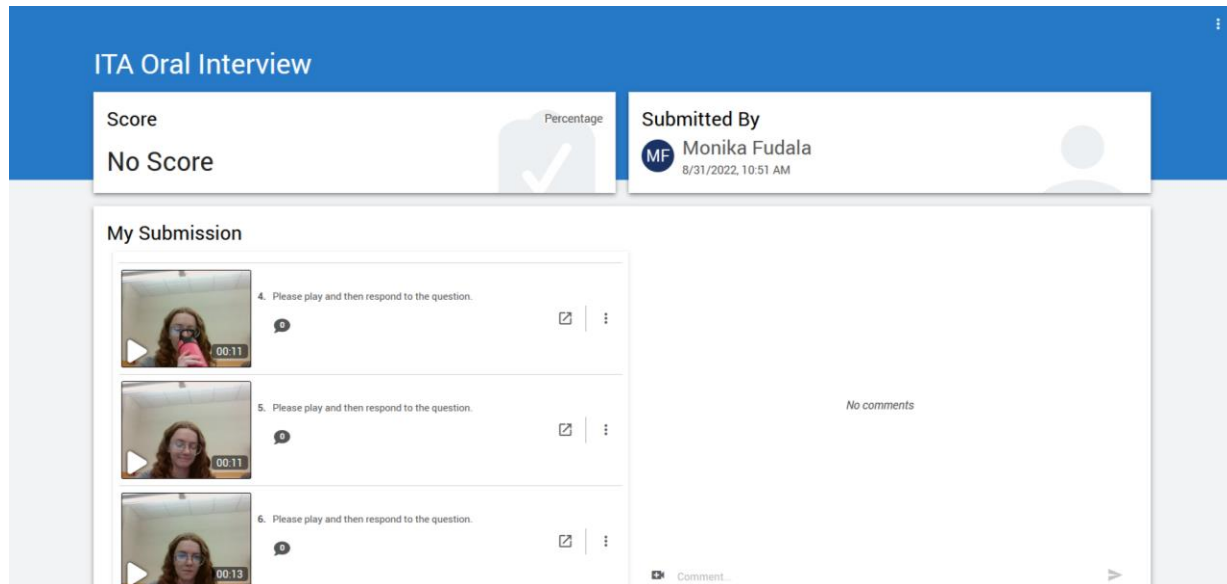 ITA Oral Interview
Score
Percentage
No Score
Submitted By
MF
Monika Fudala
8/31/2022, 10:51 AM
My Submission
4. Please play and then respond to the question.
0
00:11
5. Please play and then respond to the question.
0
00:11
No comments
6. Please play and then respond to the question.
0
00:13
Comment...